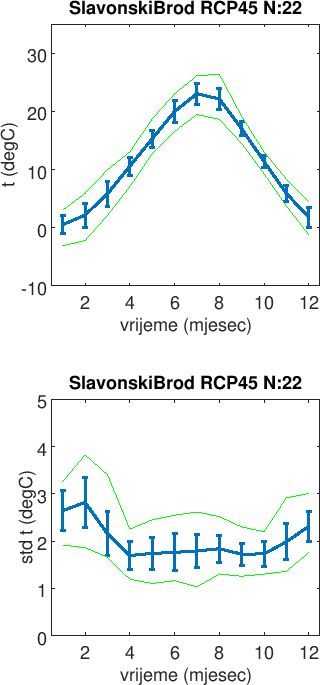 SlavonskiBrod RCP45 N:22
30
20
10
0
-10
t (degC)
2 4 6 8 10 12
vrijeme (mjesec)
SlavonskiBrod RCP45 N:22
5
4
3
2
1
0
std t (degC)
2 4 6 8 10 12
vrijeme (mjesec)